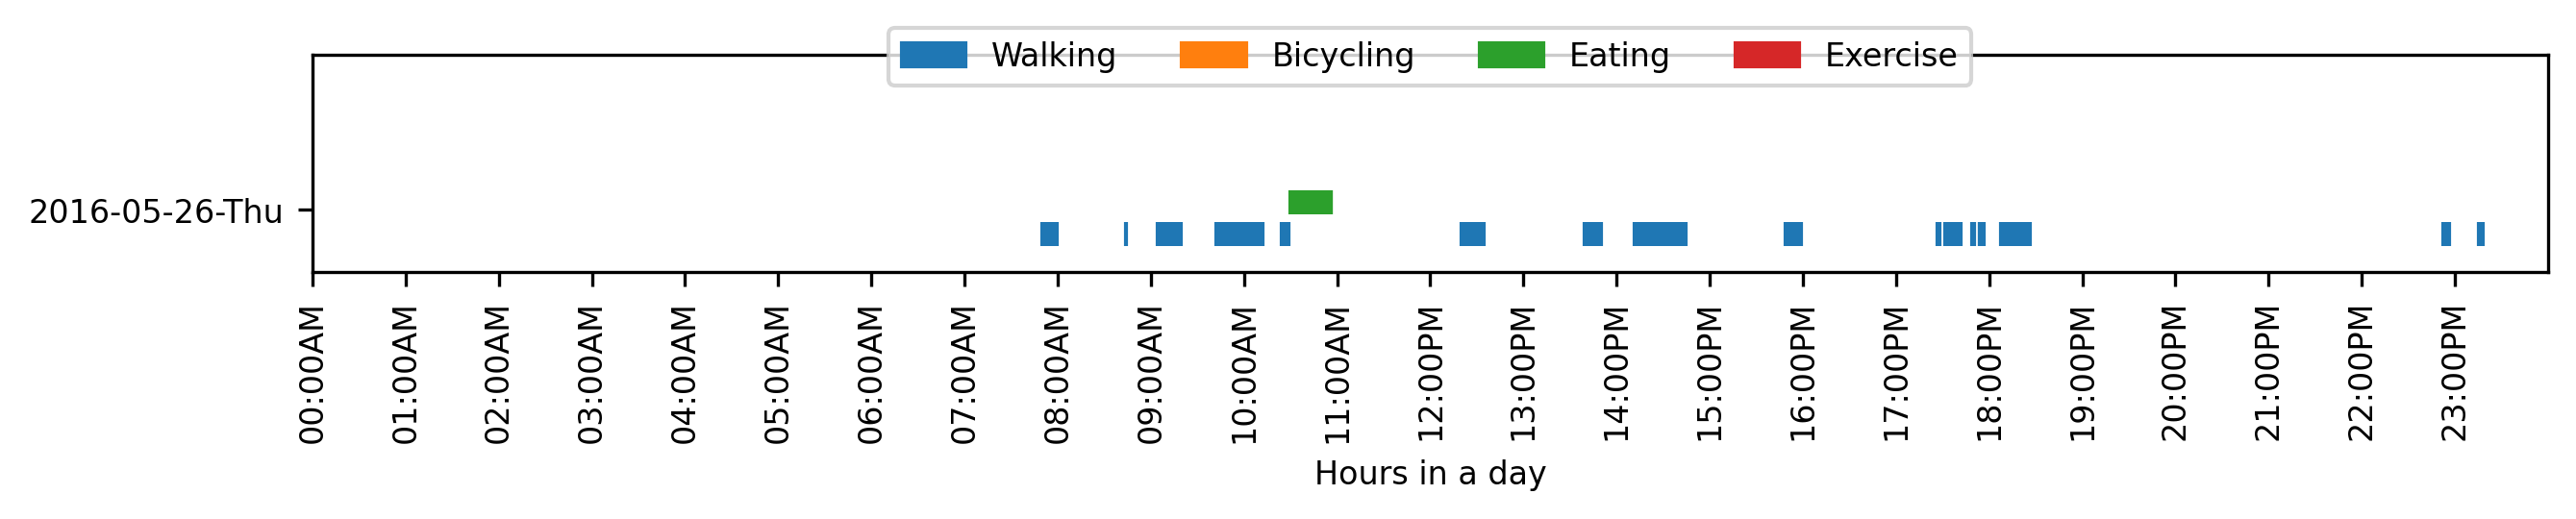 Walking Bicycling Eating Exercise
2016-05-26-Thu
00:00AM
01:00AM
02:00AM
03:00AM
04:00AM
05:00AM
06:00AM
07:00AM
08:00AM
09:00AM
10:00AM
11:00AM
12:00PM
13:00PM
14:00PM
15:00PM
16:00PM
17:00PM
18:00PM
19:00PM
20:00PM
21:00PM
22:00PM
23:00PM
Hours in a day